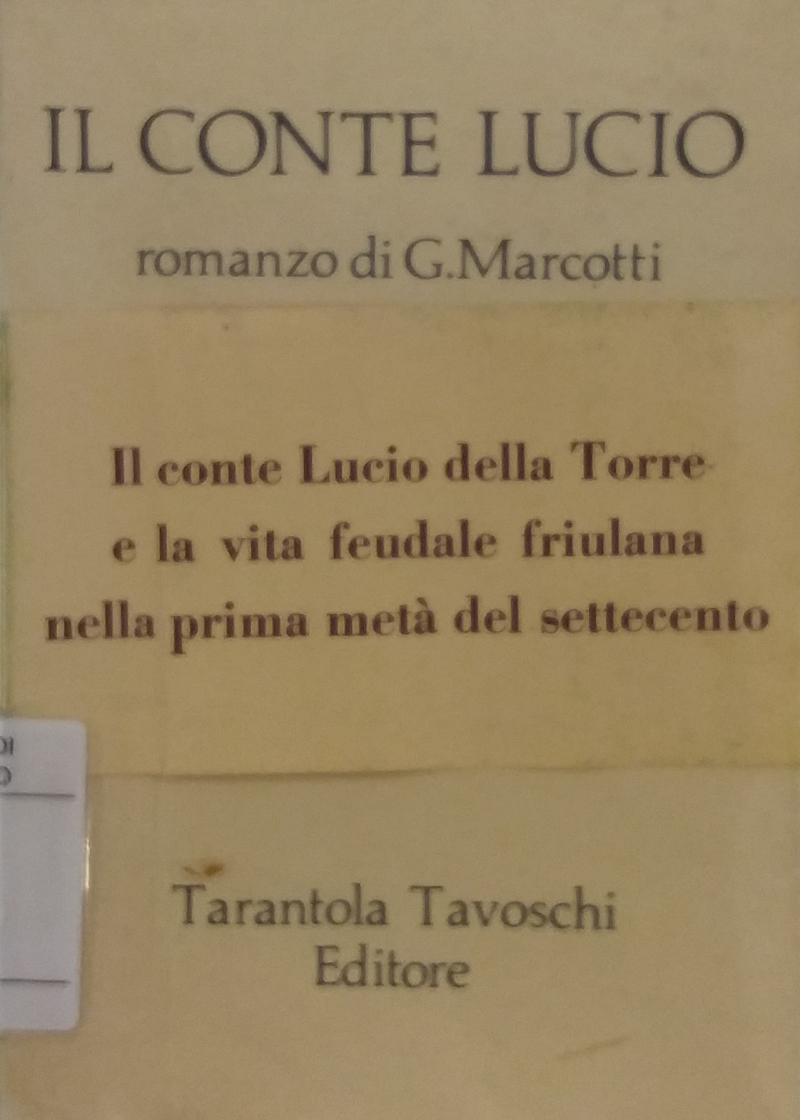 IL CONTE LUCIO
romanzo di G.Marcotti
Il conte Lucio della Torre
e la vita feudale friulana
nella prima metà del settecento
DI
O
Tarantola Tavoschi
Editore